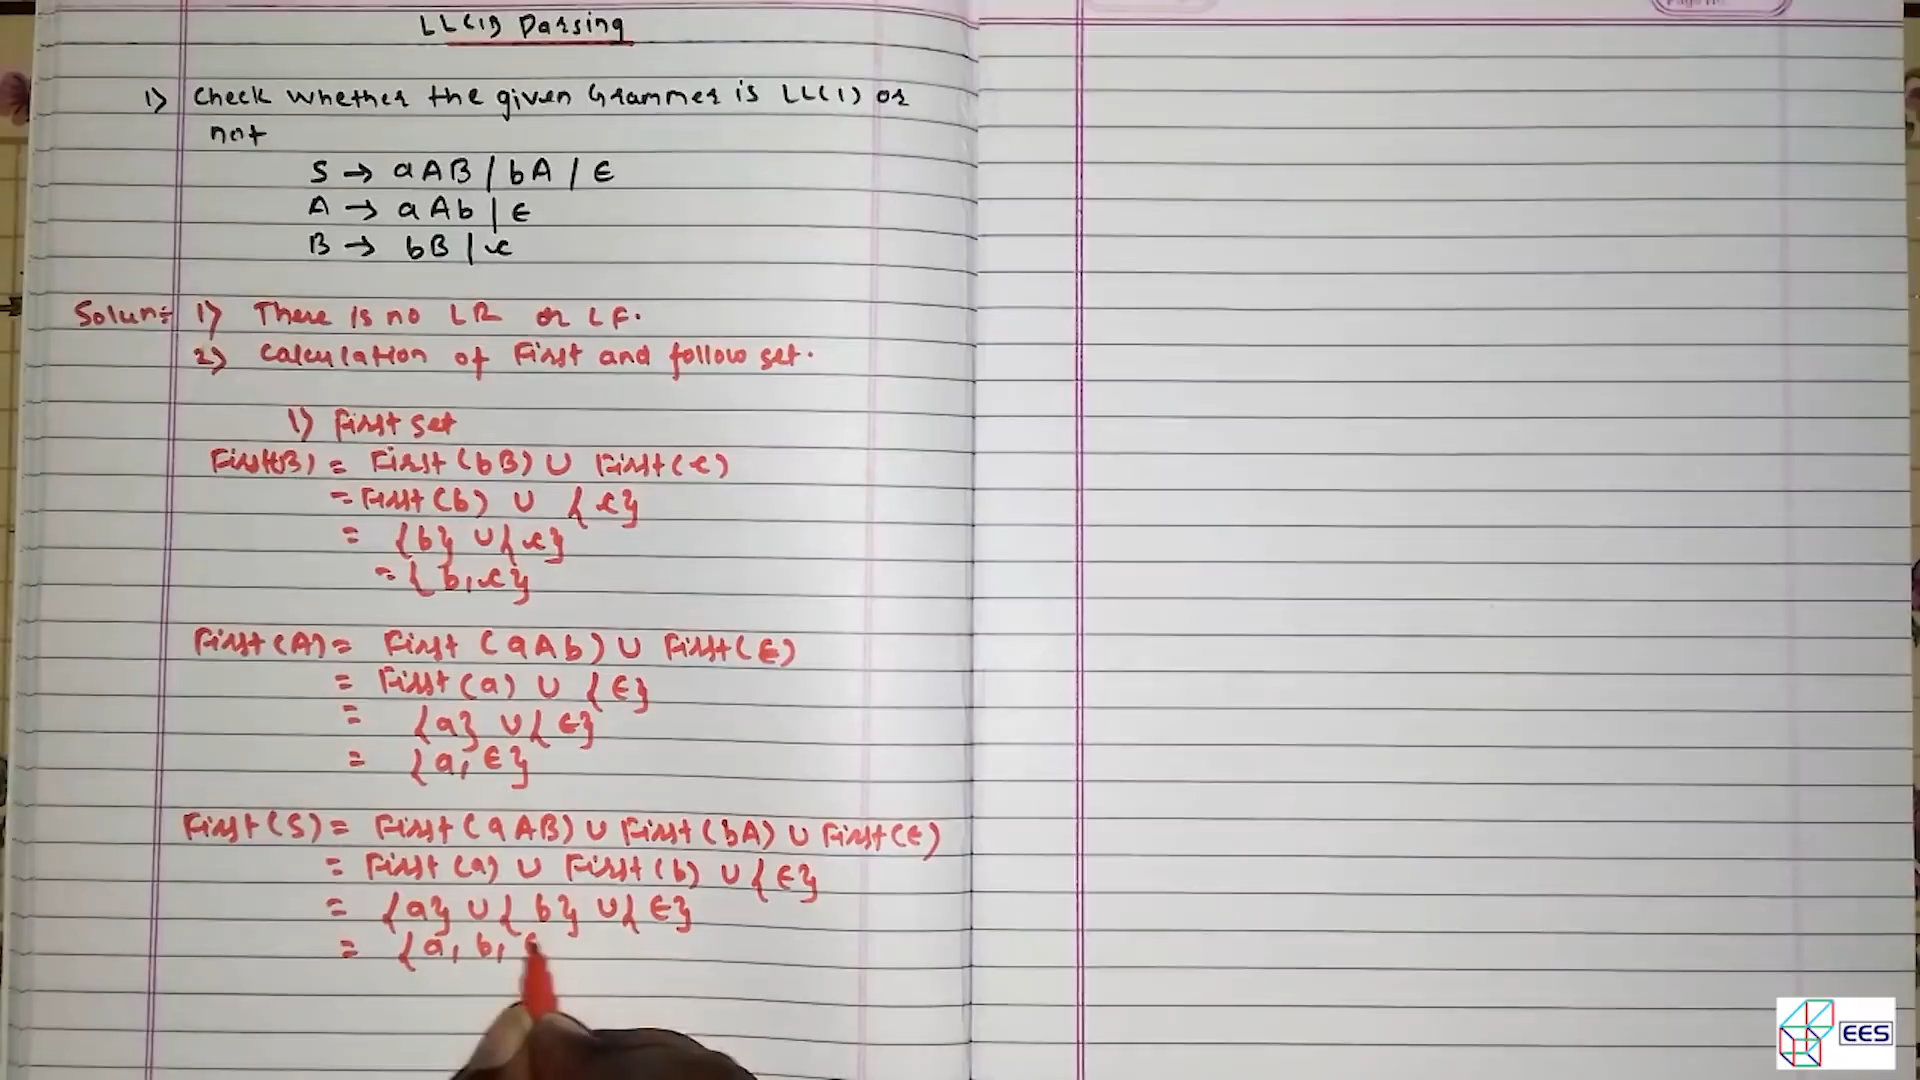 LL(1) Parsing
1) Check whether the given Grammer is LL(1) or
not
S → aAB / bA / ε
A → aAb | ε
B → bB | c
Solun: 1) There is no LR or LF.
2) Calculation of First and follow set.
1) First set
First(B) = First (bB) ∪ First(c)
= First (b) ∪ {c}
= {b} ∪ {c}
= {b, c}
First (A) = First (aAb) ∪ First(ε)
= First (a) ∪ {ε}
= {a} ∪ {ε}
= {a, ε}
First (S) = First (aAB) ∪ First (bA) ∪ First (ε)
= First (a) ∪ First (b) ∪ {ε}
= {a} ∪ {b} ∪ {ε}
= {a, b,
EES